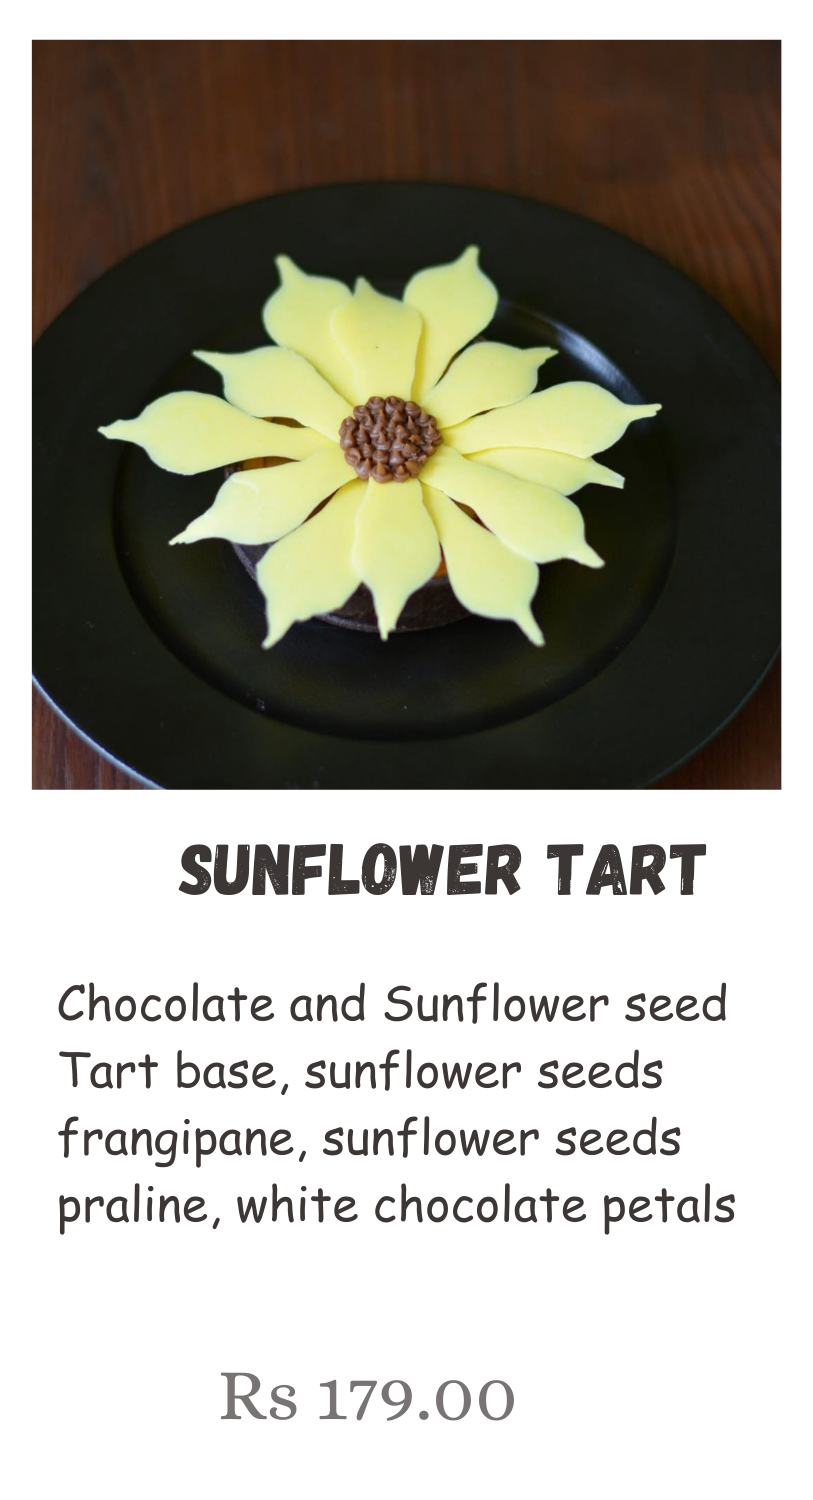 SUNFLOWER TART
Chocolate and Sunflower seed
Tart base, sunflower seeds
frangipane, sunflower seeds
praline, white chocolate petals
Rs 179.00